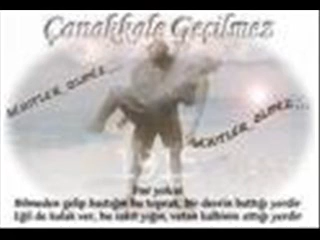 Çanakkale Geçilmez
ŞEHİTLER ÖLMEZ...
ŞEHİTLER ÖLMEZ...
Dur yolcu
Bilmeden gelip bastığın bu toprak, bir devrin battığı yerdir
Eğil de kulak ver, bu sakit yığın, vatan kalbinin attığı yerdir